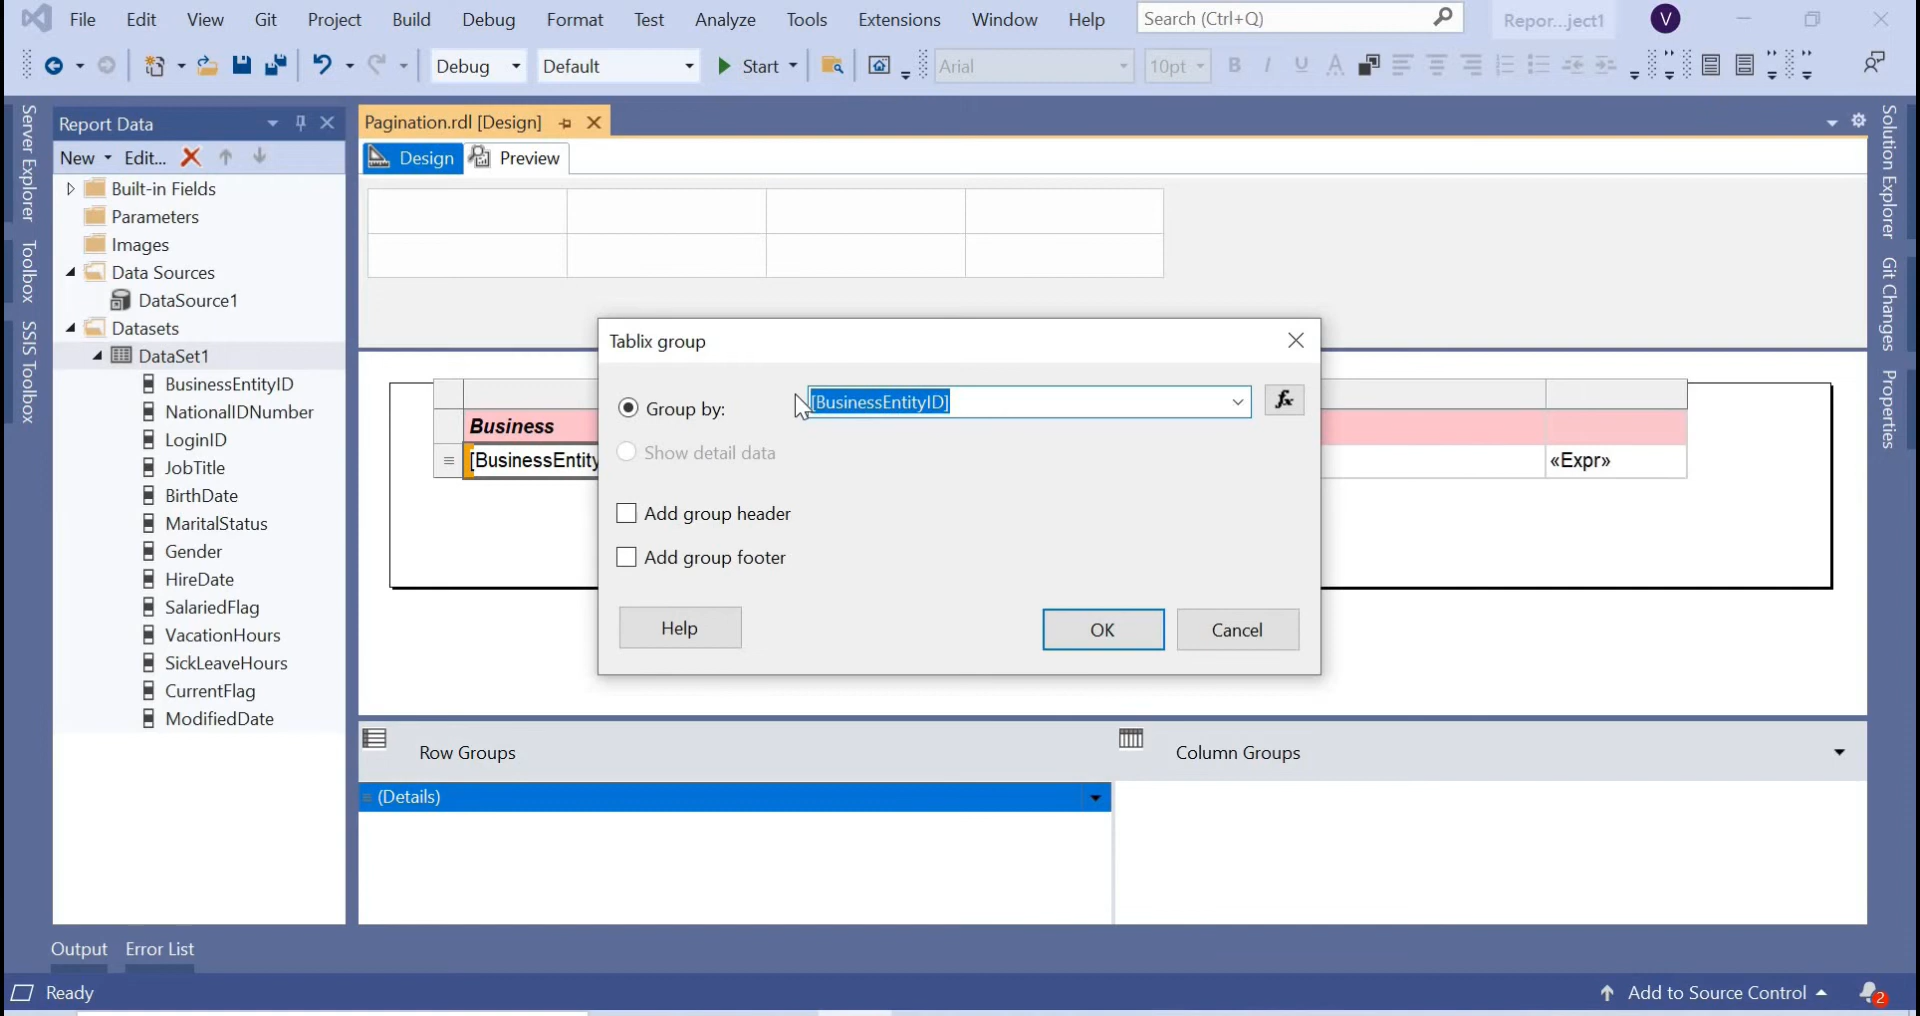 File Edit View Git Project Build Debug Format Test Analyze Tools Extensions Window Help Search (Ctrl+Q) Repor...ject1 V
Debug Default Start Arial 10pt B I U A
Server Explorer
Toolbox
SSIS Toolbox
Report Data
New Edit...
Built-in Fields
Parameters
Images
Data Sources
DataSource1
Datasets
DataSet1
BusinessEntityID
NationalIDNumber
LoginID
JobTitle
BirthDate
MaritalStatus
Gender
HireDate
SalariedFlag
VacationHours
SickLeaveHours
CurrentFlag
ModifiedDate
Pagination.rdl [Design]
Design Preview
Business
[BusinessEntity
«Expr»
Tablix group
Group by: [BusinessEntityID] fx
Show detail data
Add group header
Add group footer
Help OK Cancel
Row Groups Column Groups
(Details)
Solution Explorer
Git Changes
Properties
Output Error List
Ready Add to Source Control 2